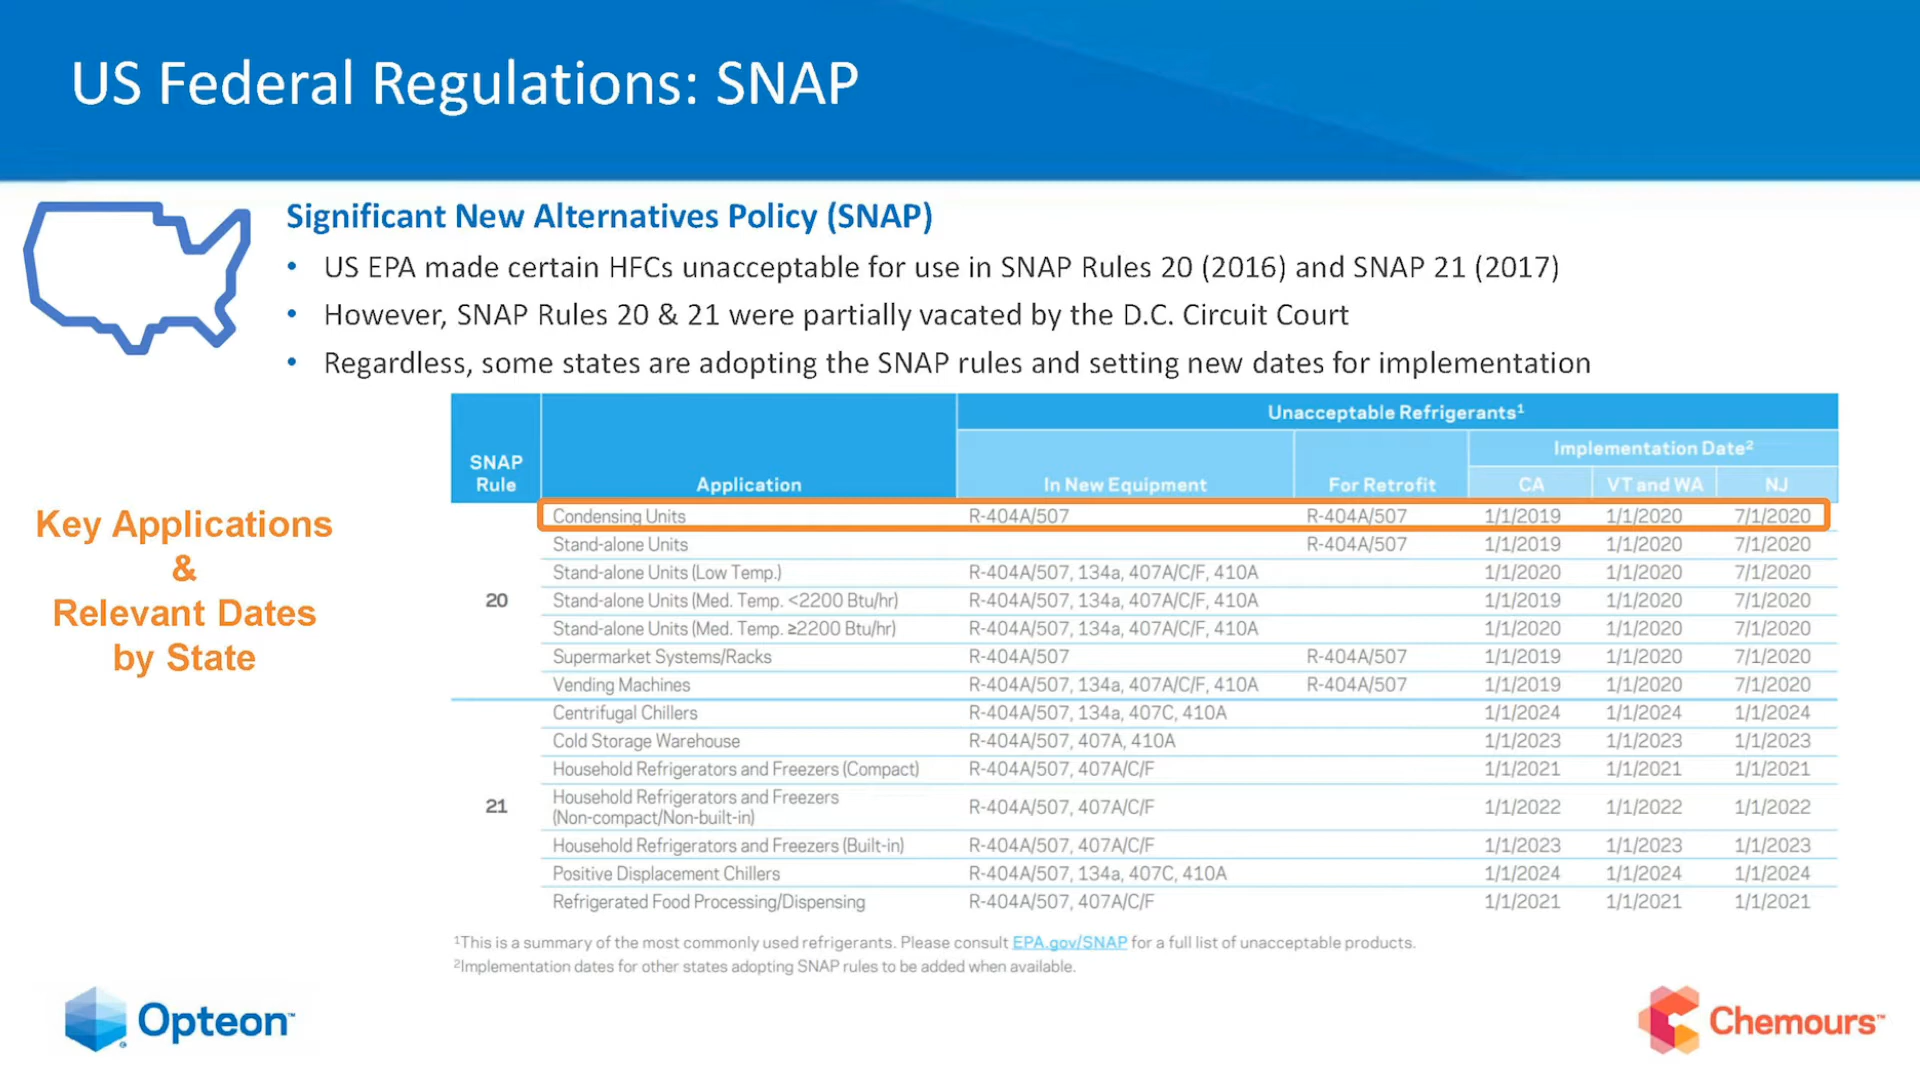 US Federal Regulations: SNAP
Significant New Alternatives Policy (SNAP)
• US EPA made certain HFCs unacceptable for use in SNAP Rules 20 (2016) and SNAP 21 (2017)
• However, SNAP Rules 20 & 21 were partially vacated by the D.C. Circuit Court
• Regardless, some states are adopting the SNAP rules and setting new dates for implementation
Key Applications
&
Relevant Dates
by State
Unacceptable Refrigerants¹
Implementation Date²
SNAP
Rule Application In New Equipment For Retrofit CA VT and WA NJ
Condensing Units R-404A/507 R-404A/507 1/1/2019 1/1/2020 7/1/2020
Stand-alone Units R-404A/507 1/1/2019 1/1/2020 7/1/2020
Stand-alone Units (Low Temp.) R-404A/507, 134a, 407A/C/F, 410A 1/1/2020 1/1/2020 7/1/2020
20 Stand-alone Units (Med. Temp. <2200 Btu/hr) R-404A/507, 134a, 407A/C/F, 410A 1/1/2019 1/1/2020 7/1/2020
Stand-alone Units (Med. Temp. ≥2200 Btu/hr) R-404A/507, 134a, 407A/C/F, 410A 1/1/2020 1/1/2020 7/1/2020
Supermarket Systems/Racks R-404A/507 R-404A/507 1/1/2019 1/1/2020 7/1/2020
Vending Machines R-404A/507, 134a, 407A/C/F, 410A R-404A/507 1/1/2019 1/1/2020 7/1/2020
Centrifugal Chillers R-404A/507, 134a, 407C, 410A 1/1/2024 1/1/2024 1/1/2024
Cold Storage Warehouse R-404A/507, 407A, 410A 1/1/2023 1/1/2023 1/1/2023
Household Refrigerators and Freezers (Compact) R-404A/507, 407A/C/F 1/1/2021 1/1/2021 1/1/2021
21 Household Refrigerators and Freezers
(Non-compact/Non-built-in) R-404A/507, 407A/C/F 1/1/2022 1/1/2022 1/1/2022
Household Refrigerators and Freezers (Built-in) R-404A/507, 407A/C/F 1/1/2023 1/1/2023 1/1/2023
Positive Displacement Chillers R-404A/507, 134a, 407C, 410A 1/1/2024 1/1/2024 1/1/2024
Refrigerated Food Processing/Dispensing R-404A/507, 407A/C/F 1/1/2021 1/1/2021 1/1/2021
¹This is a summary of the most commonly used refrigerants. Please consult EPA.gov/SNAP for a full list of unacceptable products.
²Implementation dates for other states adopting SNAP rules to be added when available.
Opteon™
Chemours™